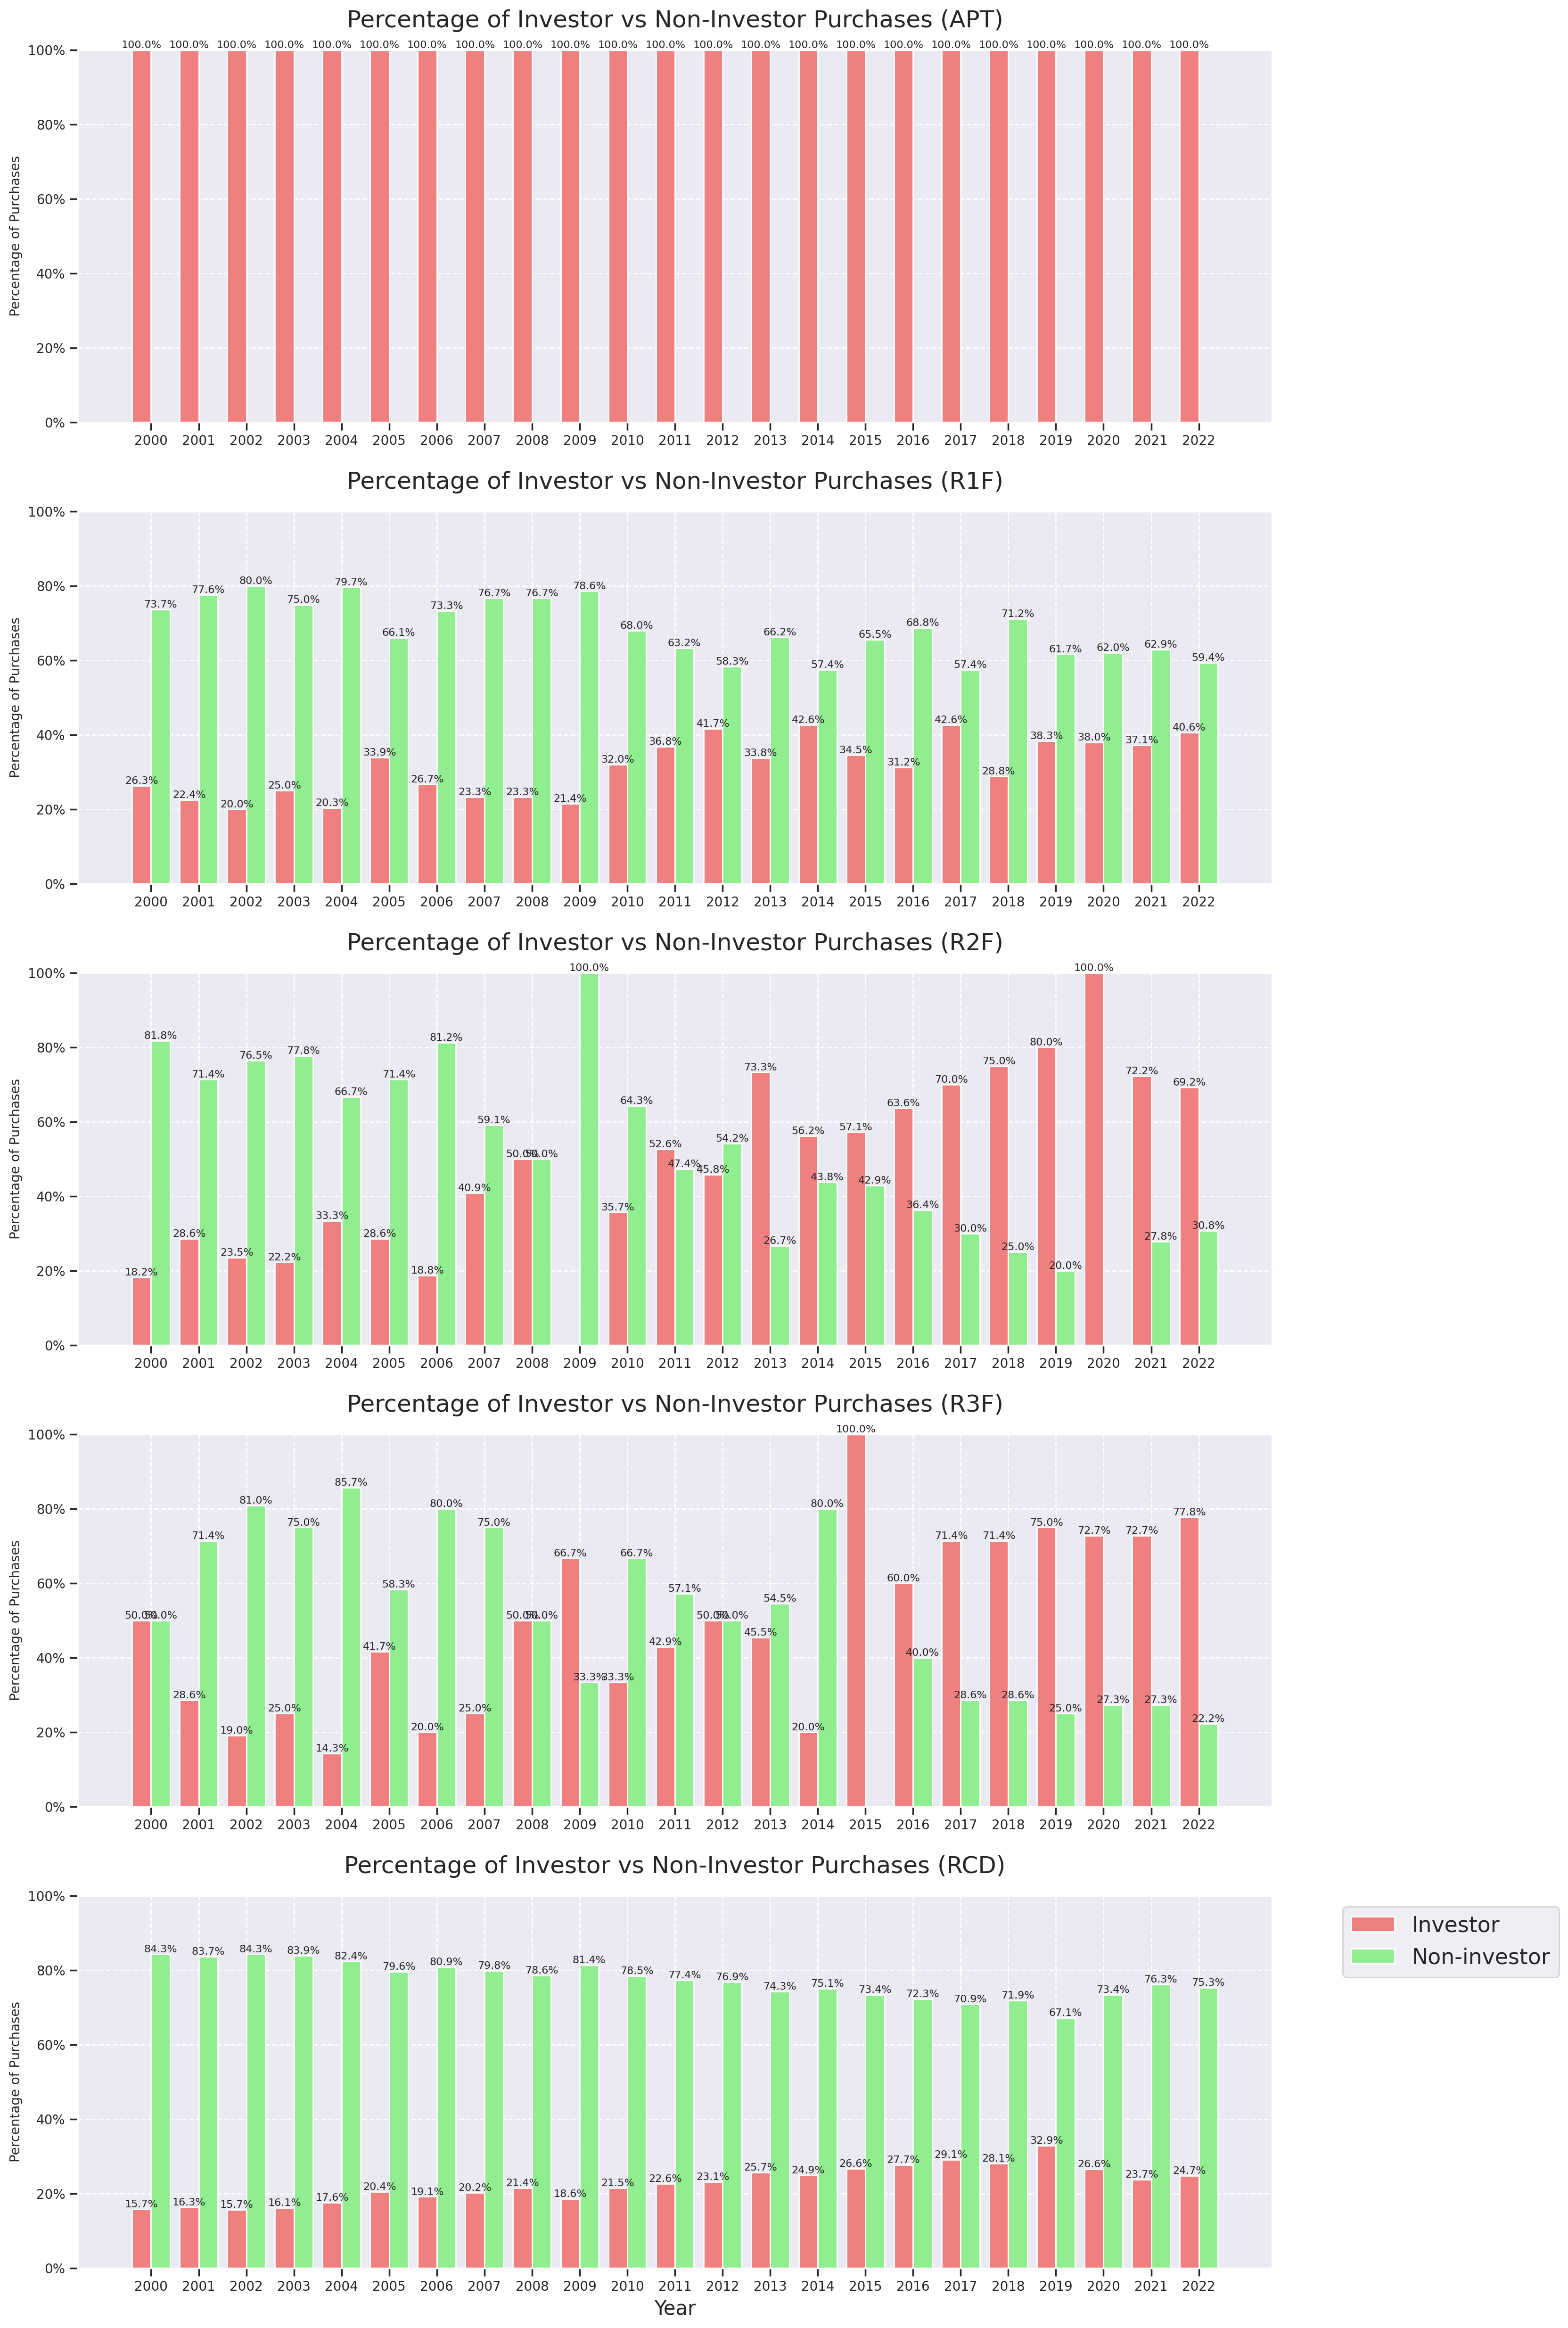 Percentage of Investor vs Non-Investor Purchases (APT)
100.0% 100.0% 100.0% 100.0% 100.0% 100.0% 100.0% 100.0% 100.0% 100.0% 100.0% 100.0% 100.0% 100.0% 100.0% 100.0% 100.0% 100.0% 100.0% 100.0% 100.0% 100.0% 100.0%
100%
80%
60%
40%
20%
0%
Percentage of Purchases
2000 2001 2002 2003 2004 2005 2006 2007 2008 2009 2010 2011 2012 2013 2014 2015 2016 2017 2018 2019 2020 2021 2022
Percentage of Investor vs Non-Investor Purchases (R1F)
100%
80%
60%
40%
20%
0%
Percentage of Purchases
73.7% 77.6% 80.0% 75.0% 79.7% 66.1% 73.3% 76.7% 76.7% 78.6% 68.0% 63.2% 58.3% 66.2% 57.4% 65.5% 68.8% 57.4% 71.2% 61.7% 62.0% 62.9% 59.4%
26.3% 22.4% 20.0% 25.0% 20.3% 33.9% 26.7% 23.3% 23.3% 21.4% 32.0% 36.8% 41.7% 33.8% 42.6% 34.5% 31.2% 42.6% 28.8% 38.3% 38.0% 37.1% 40.6%
2000 2001 2002 2003 2004 2005 2006 2007 2008 2009 2010 2011 2012 2013 2014 2015 2016 2017 2018 2019 2020 2021 2022
Percentage of Investor vs Non-Investor Purchases (R2F)
100%
80%
60%
40%
20%
0%
Percentage of Purchases
81.8% 71.4% 76.5% 77.8% 66.7% 71.4% 81.2% 59.1% 50.0% 100.0% 64.3% 47.4% 54.2% 26.7% 43.8% 42.9% 36.4% 30.0% 25.0% 20.0% 27.8% 30.8%
18.2% 28.6% 23.5% 22.2% 33.3% 28.6% 18.8% 40.9% 50.0% 35.7% 52.6% 45.8% 73.3% 56.2% 57.1% 63.6% 70.0% 75.0% 80.0% 100.0% 72.2% 69.2%
2000 2001 2002 2003 2004 2005 2006 2007 2008 2009 2010 2011 2012 2013 2014 2015 2016 2017 2018 2019 2020 2021 2022
Percentage of Investor vs Non-Investor Purchases (R3F)
100%
80%
60%
40%
20%
0%
Percentage of Purchases
50.0% 71.4% 81.0% 75.0% 85.7% 58.3% 80.0% 75.0% 50.0% 33.3% 66.7% 57.1% 50.0% 54.5% 80.0% 40.0% 28.6% 28.6% 25.0% 27.3% 27.3% 22.2%
50.0% 28.6% 19.0% 25.0% 14.3% 41.7% 20.0% 25.0% 50.0% 66.7% 33.3% 42.9% 50.0% 45.5% 20.0% 100.0% 60.0% 71.4% 71.4% 75.0% 72.7% 72.7% 77.8%
2000 2001 2002 2003 2004 2005 2006 2007 2008 2009 2010 2011 2012 2013 2014 2015 2016 2017 2018 2019 2020 2021 2022
Percentage of Investor vs Non-Investor Purchases (RCD)
100%
80%
60%
40%
20%
0%
Percentage of Purchases
84.3% 83.7% 84.3% 83.9% 82.4% 79.6% 80.9% 79.8% 78.6% 81.4% 78.5% 77.4% 76.9% 74.3% 75.1% 73.4% 72.3% 70.9% 71.9% 67.1% 73.4% 76.3% 75.3%
15.7% 16.3% 15.7% 16.1% 17.6% 20.4% 19.1% 20.2% 21.4% 18.6% 21.5% 22.6% 23.1% 25.7% 24.9% 26.6% 27.7% 29.1% 28.1% 32.9% 26.6% 23.7% 24.7%
2000 2001 2002 2003 2004 2005 2006 2007 2008 2009 2010 2011 2012 2013 2014 2015 2016 2017 2018 2019 2020 2021 2022
Year
Investor
Non-investor